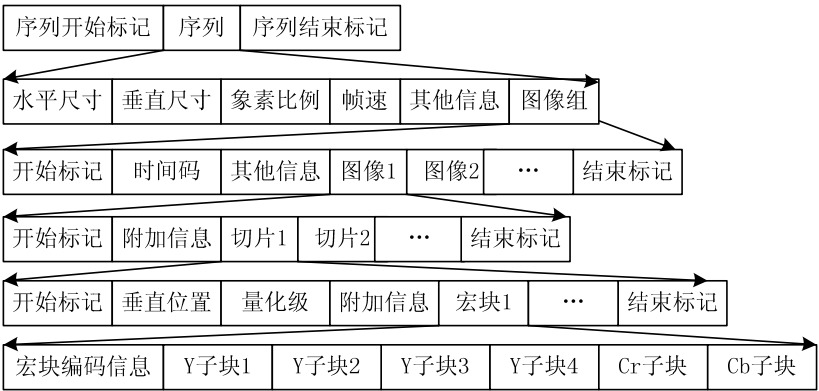 序列开始标记 序列 序列结束标记
水平尺寸 垂直尺寸 象素比例 帧速 其他信息 图像组
开始标记 时间码 其他信息 图像1 图像2 … 结束标记
开始标记 附加信息 切片1 切片2 … 结束标记
开始标记 垂直位置 量化级 附加信息 宏块1 … 结束标记
宏块编码信息 Y子块1 Y子块2 Y子块3 Y子块4 Cr子块 Cb子块